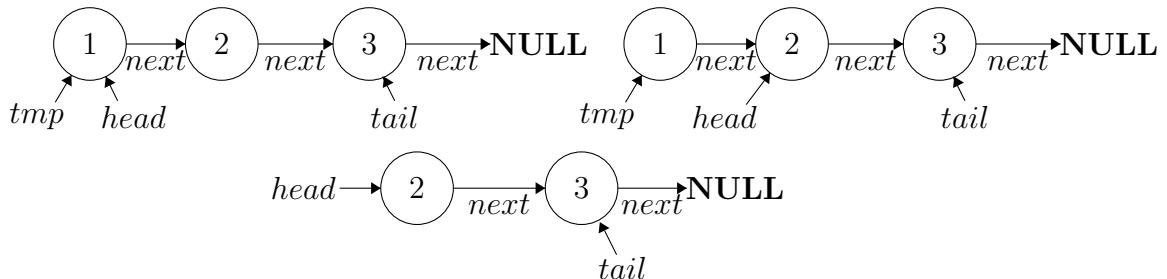 1 2 3 NULL 1 2 3 NULL
next next next next next next
tmp head tail tmp head tail
head 2 3 NULL
next next
tail